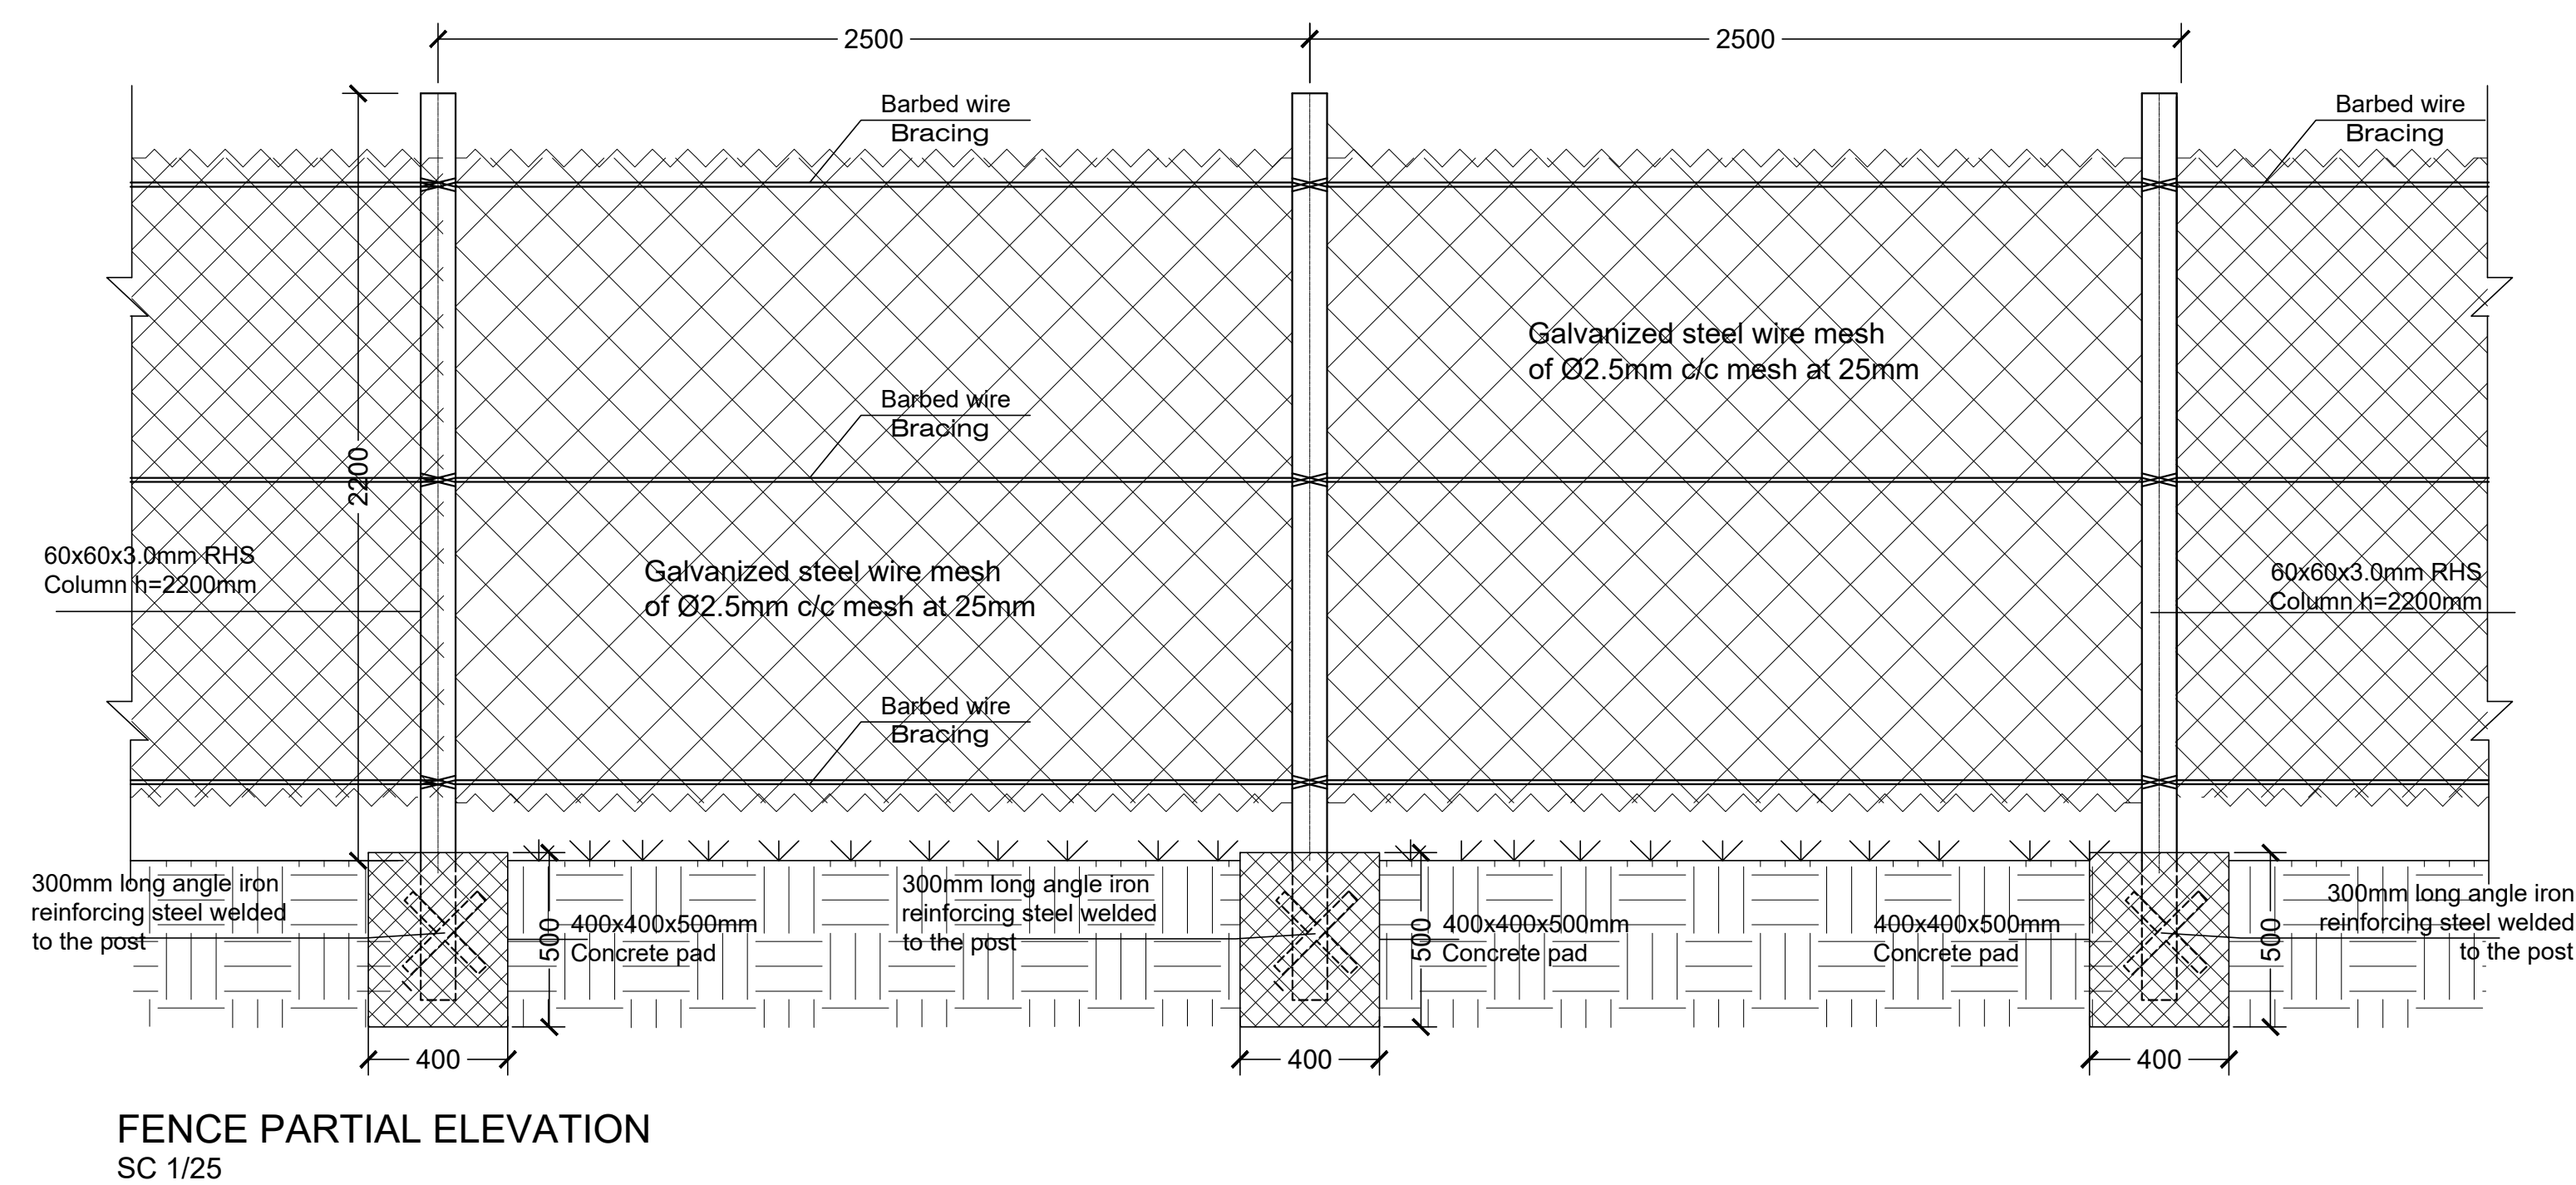 2500
2500
Barbed wire
Bracing
Barbed wire
Bracing
Galvanized steel wire mesh
of Ø2.5mm c/c mesh at 25mm
Barbed wire
Bracing
2200
60x60x3.0mm RHS
Column h=2200mm
Galvanized steel wire mesh
of Ø2.5mm c/c mesh at 25mm
60x60x3.0mm RHS
Column h=2200mm
Barbed wire
Bracing
300mm long angle iron
reinforcing steel welded
to the post
500
400x400x500mm
Concrete pad
300mm long angle iron
reinforcing steel welded
to the post
500
400x400x500mm
Concrete pad
400x400x500mm
Concrete pad
500
300mm long angle iron
reinforcing steel welded
to the post
400
400
400
FENCE PARTIAL ELEVATION
SC 1/25